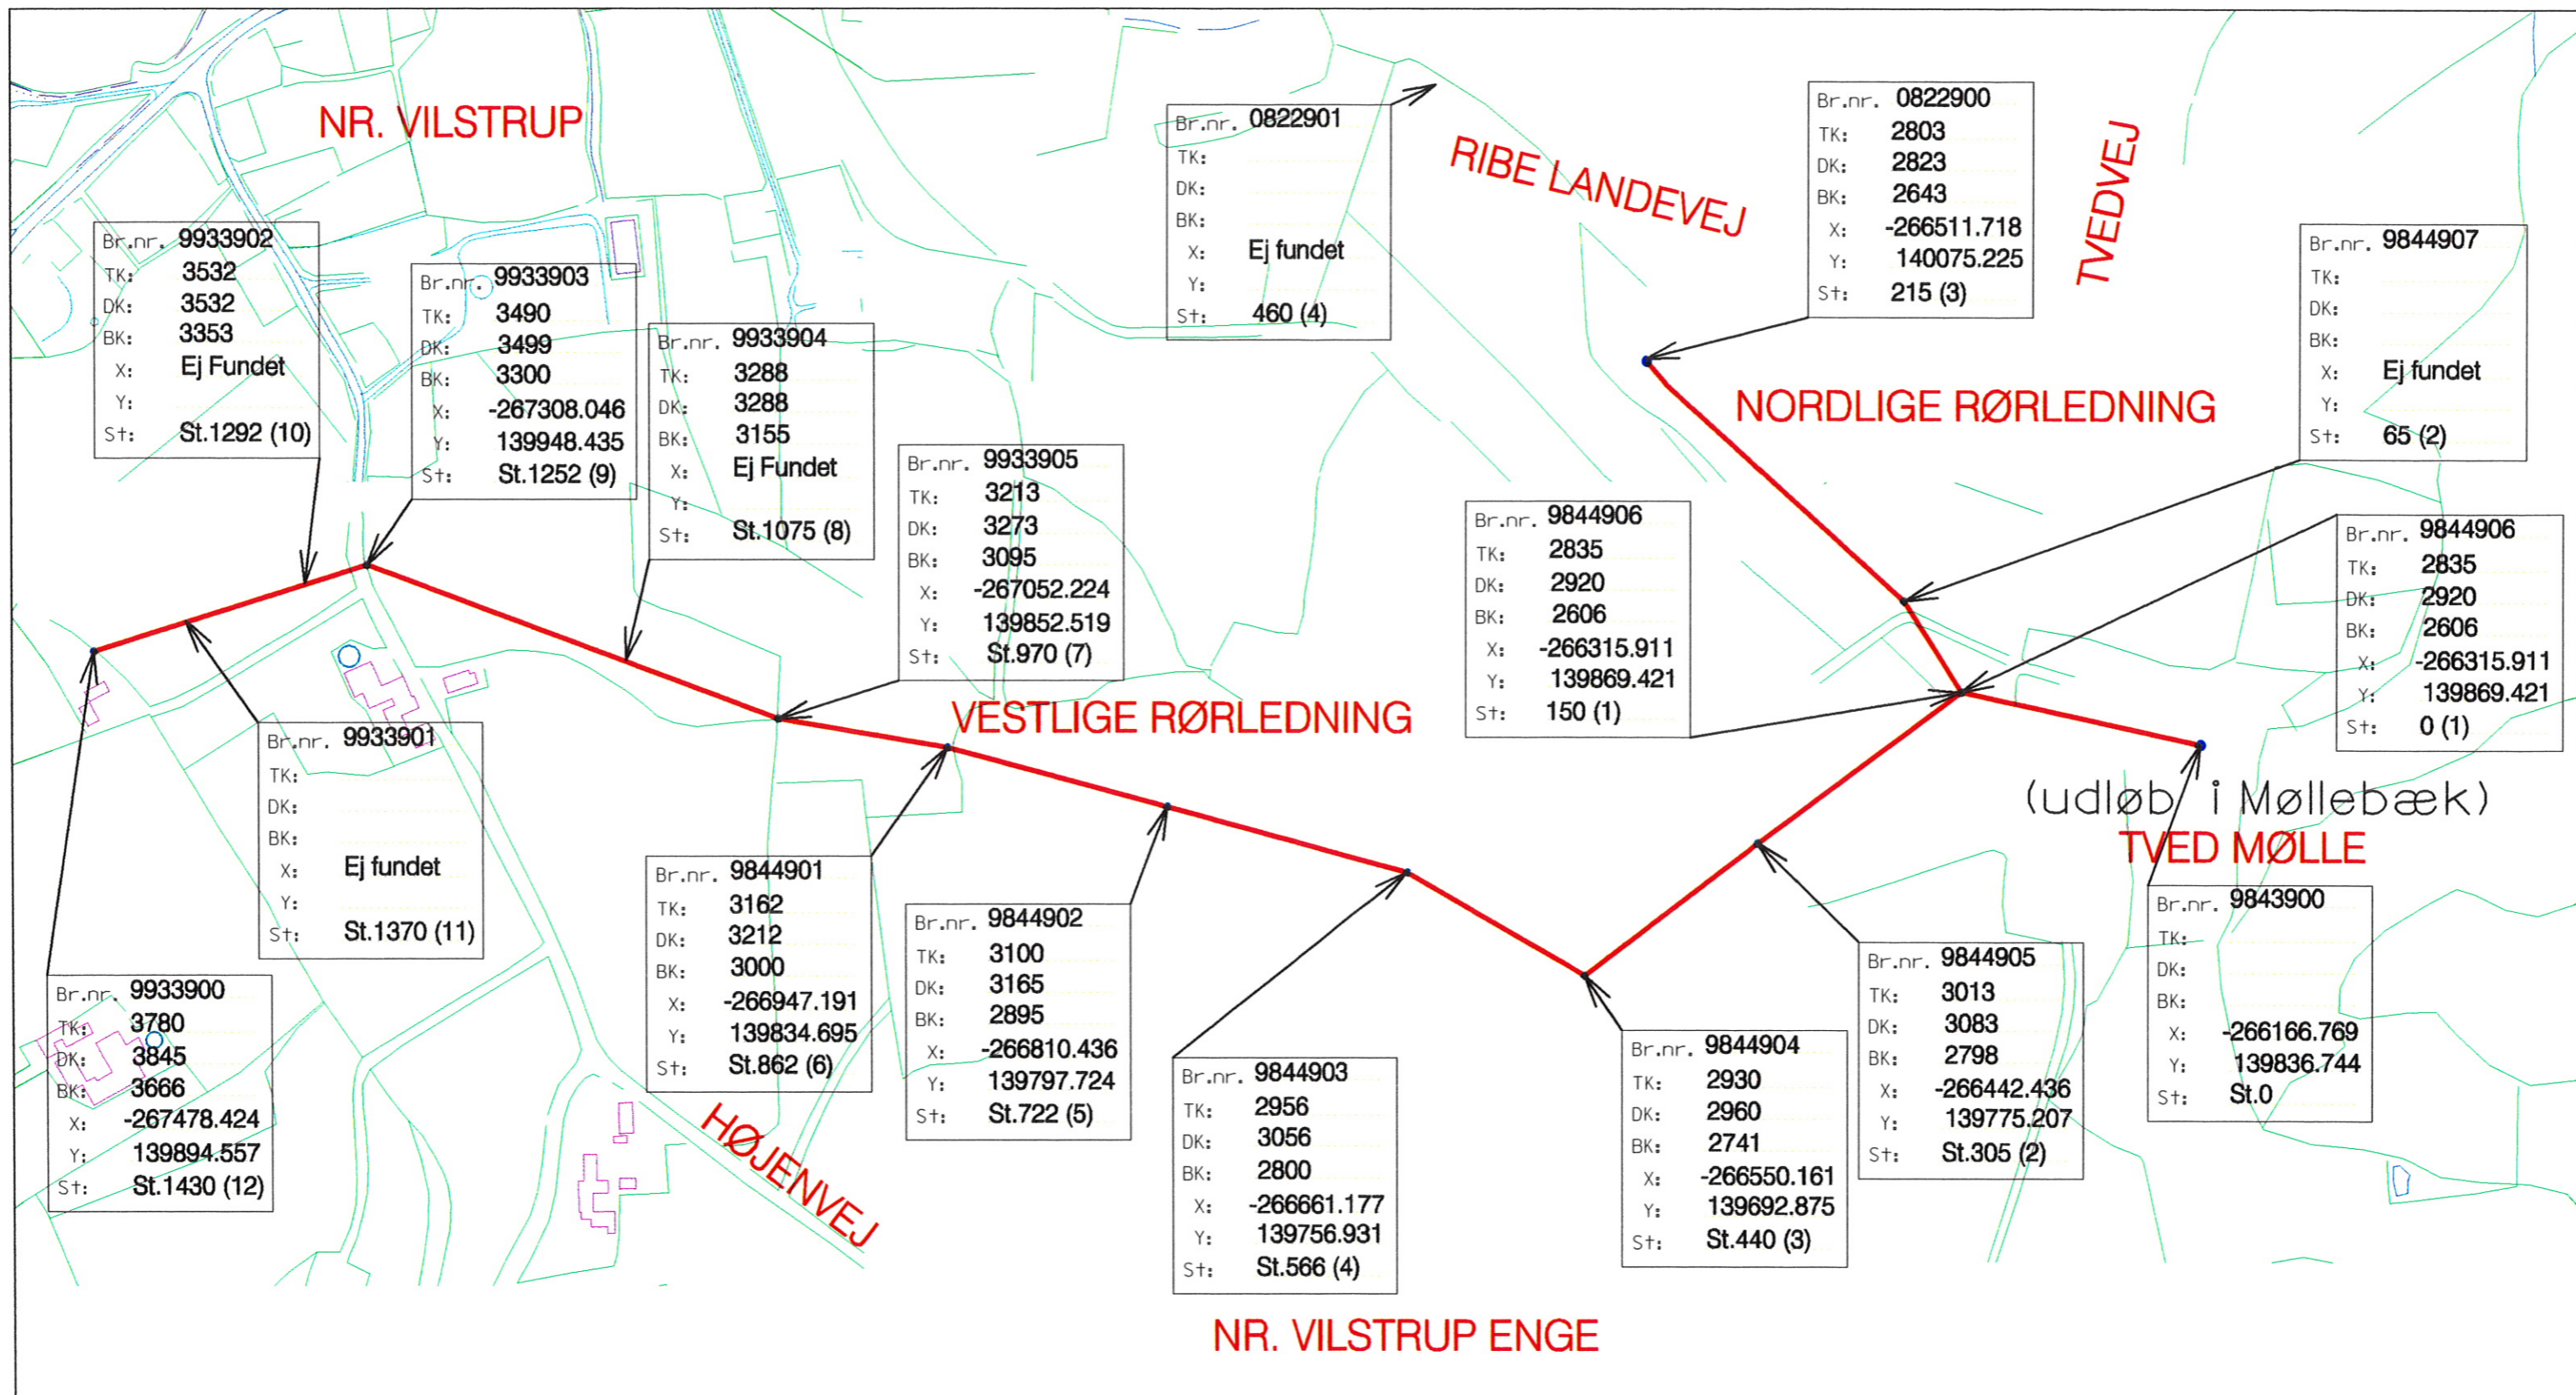 NR. VILSTRUP
RIBE LANDEVEJ
TVEDVEJ
NORDLIGE RØRLEDNING
VESTLIGE RØRLEDNING
(udløb i Møllebæk)
TVED MØLLE
HØJENVEJ
NR. VILSTRUP ENGE
Br.nr. 9933902
TK: 3532
DK: 3532
BK: 3353
X: Ej Fundet
Y:
St: St.1292 (10)
Br.nr. 9933903
TK: 3490
DK: 3499
BK: 3300
X: -267308.046
Y: 139948.435
St: St.1252 (9)
Br.nr. 9933904
TK: 3288
DK: 3288
BK: 3155
X: Ej Fundet
Y:
St: St.1075 (8)
Br.nr. 9933905
TK: 3213
DK: 3273
BK: 3095
X: -267052.224
Y: 139852.519
St: St.970 (7)
Br.nr. 0822901
TK:
DK:
BK:
X: Ej fundet
Y:
St: 460 (4)
Br.nr. 0822900
TK: 2803
DK: 2823
BK: 2643
X: -266511.718
Y: 140075.225
St: 215 (3)
Br.nr. 9844907
TK:
DK:
BK:
X: Ej fundet
Y:
St: 65 (2)
Br.nr. 9844906
TK: 2835
DK: 2920
BK: 2606
X: -266315.911
Y: 139869.421
St: 150 (1)
Br.nr. 9844906
TK: 2835
DK: 2920
BK: 2606
X: -266315.911
Y: 139869.421
St: 0 (1)
Br.nr. 9933901
TK:
DK:
BK:
X: Ej fundet
Y:
St: St.1370 (11)
Br.nr. 9933900
TK: 3780
DK: 3845
BK: 3666
X: -267478.424
Y: 139894.557
St: St.1430 (12)
Br.nr. 9844901
TK: 3162
DK: 3212
BK: 3000
X: -266947.191
Y: 139834.695
St: St.862 (6)
Br.nr. 9844902
TK: 3100
DK: 3165
BK: 2895
X: -266810.436
Y: 139797.724
St: St.722 (5)
Br.nr. 9844903
TK: 2956
DK: 3056
BK: 2800
X: -266661.177
Y: 139756.931
St: St.566 (4)
Br.nr. 9844904
TK: 2930
DK: 2960
BK: 2741
X: -266550.161
Y: 139692.875
St: St.440 (3)
Br.nr. 9844905
TK: 3013
DK: 3083
BK: 2798
X: -266442.436
Y: 139775.207
St: St.305 (2)
Br.nr. 9843900
TK:
DK:
BK:
X: -266166.769
Y: 139836.744
St: St.0